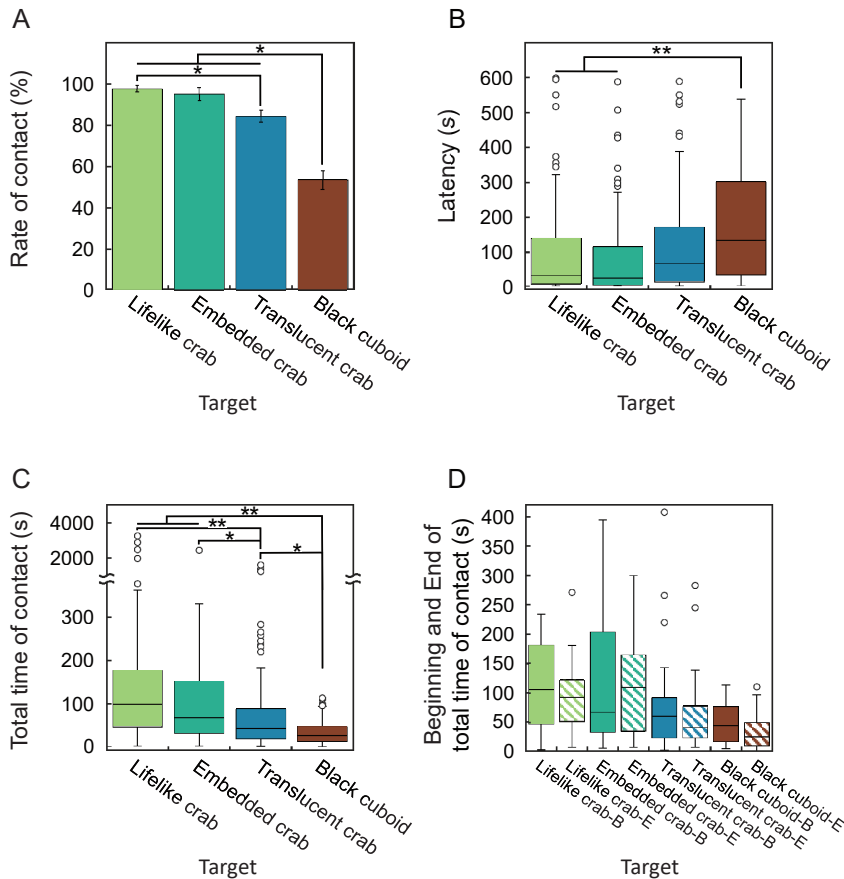 A
Rate of contact (%)
100
80
60
40
20
0
*
*
Lifelike crab
Embedded crab
Translucent crab
Black cuboid
Target
B
Latency (s)
600
500
400
300
200
100
0
**
Lifelike crab
Embedded crab
Translucent crab
Black cuboid
Target
C
Total time of contact (s)
4000
2000
300
200
100
0
**
**
*
*
Lifelike crab
Embedded crab
Translucent crab
Black cuboid
Target
D
Beginning and End of
total time of contact (s)
400
350
300
250
200
150
100
50
0
Lifelike crab-B
Lifelike crab-E
Embedded crab-B
Embedded crab-E
Translucent crab-B
Translucent crab-E
Black cuboid-B
Black cuboid-E
Target